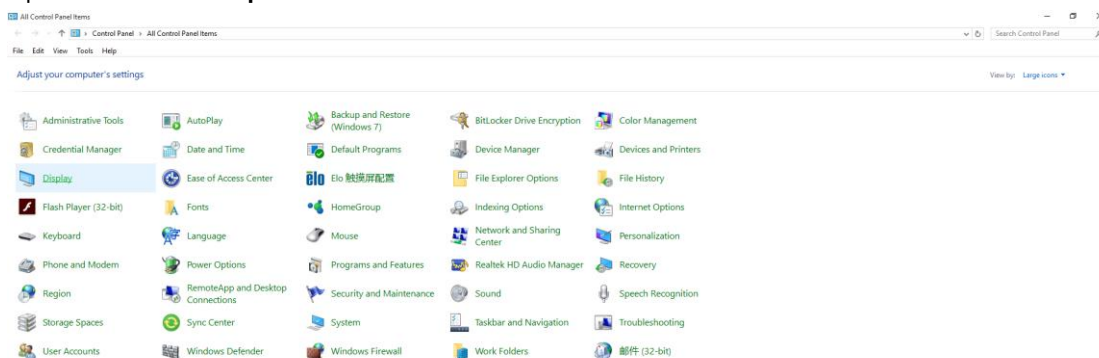 All Control Panel Items
Control Panel > All Control Panel Items
Search Control Panel
File Edit View Tools Help
Adjust your computer's settings
View by: Large icons
Administrative Tools
AutoPlay
Backup and Restore
(Windows 7)
BitLocker Drive Encryption
Color Management
Credential Manager
Date and Time
Default Programs
Device Manager
Devices and Printers
Display
Ease of Access Center
elo Elo 触摸屏配置
File Explorer Options
File History
Flash Player (32-bit)
Fonts
HomeGroup
Indexing Options
Internet Options
Keyboard
Language
Mouse
Network and Sharing
Center
Personalization
Phone and Modem
Power Options
Programs and Features
Realtek HD Audio Manager
Recovery
Region
RemoteApp and Desktop
Connections
Security and Maintenance
Sound
Speech Recognition
Storage Spaces
Sync Center
System
Taskbar and Navigation
Troubleshooting
User Accounts
Windows Defender
Windows Firewall
Work Folders
邮件 (32-bit)